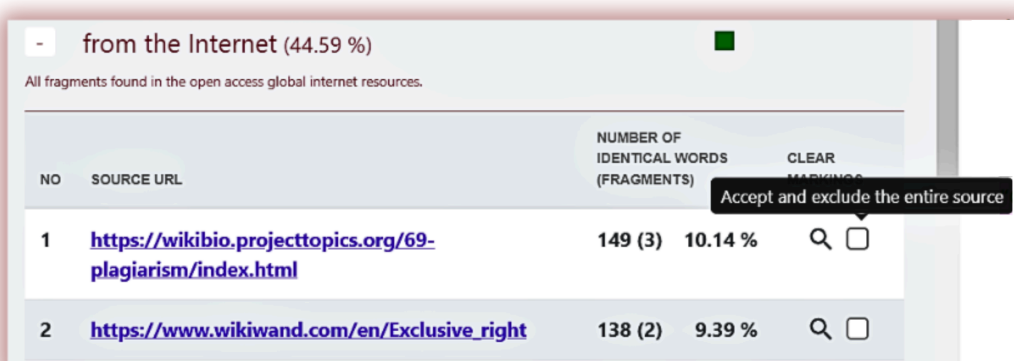 - from the Internet (44.59 %)
All fragments found in the open access global internet resources.
NUMBER OF
IDENTICAL WORDS CLEAR
NO SOURCE URL (FRAGMENTS)
Accept and exclude the entire source
1 https://wikibio.projecttopics.org/69- 149 (3) 10.14 %
plagiarism/index.html
2 https://www.wikiwand.com/en/Exclusive_right 138 (2) 9.39 %